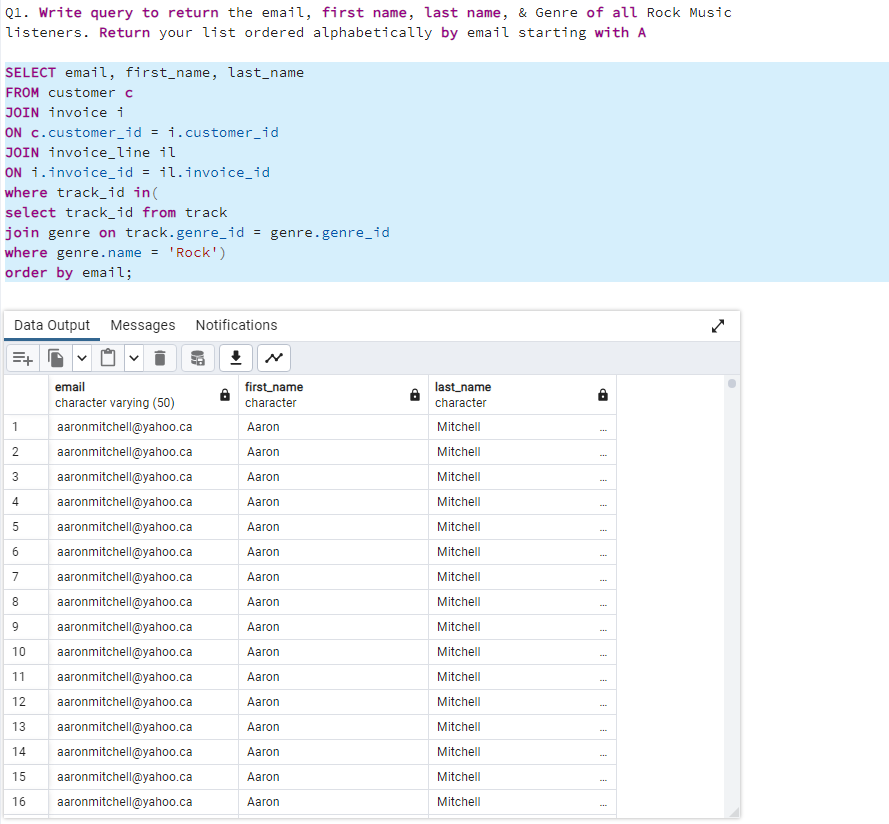 Q1. Write query to return the email, first name, last name, & Genre of all Rock Music
listeners. Return your list ordered alphabetically by email starting with A
SELECT email, first_name, last_name
FROM customer c
JOIN invoice i
ON c.customer_id = i.customer_id
JOIN invoice_line il
ON i.invoice_id = il.invoice_id
where track_id in(
select track_id from track
join genre on track.genre_id = genre.genre_id
where genre.name = 'Rock')
order by email;
Data Output Messages Notifications
email first_name last_name
character varying (50) character character
1 aaronmitchell@yahoo.ca Aaron Mitchell ...
2 aaronmitchell@yahoo.ca Aaron Mitchell ...
3 aaronmitchell@yahoo.ca Aaron Mitchell ...
4 aaronmitchell@yahoo.ca Aaron Mitchell ...
5 aaronmitchell@yahoo.ca Aaron Mitchell ...
6 aaronmitchell@yahoo.ca Aaron Mitchell ...
7 aaronmitchell@yahoo.ca Aaron Mitchell ...
8 aaronmitchell@yahoo.ca Aaron Mitchell ...
9 aaronmitchell@yahoo.ca Aaron Mitchell ...
10 aaronmitchell@yahoo.ca Aaron Mitchell ...
11 aaronmitchell@yahoo.ca Aaron Mitchell ...
12 aaronmitchell@yahoo.ca Aaron Mitchell ...
13 aaronmitchell@yahoo.ca Aaron Mitchell ...
14 aaronmitchell@yahoo.ca Aaron Mitchell ...
15 aaronmitchell@yahoo.ca Aaron Mitchell ...
16 aaronmitchell@yahoo.ca Aaron Mitchell ...